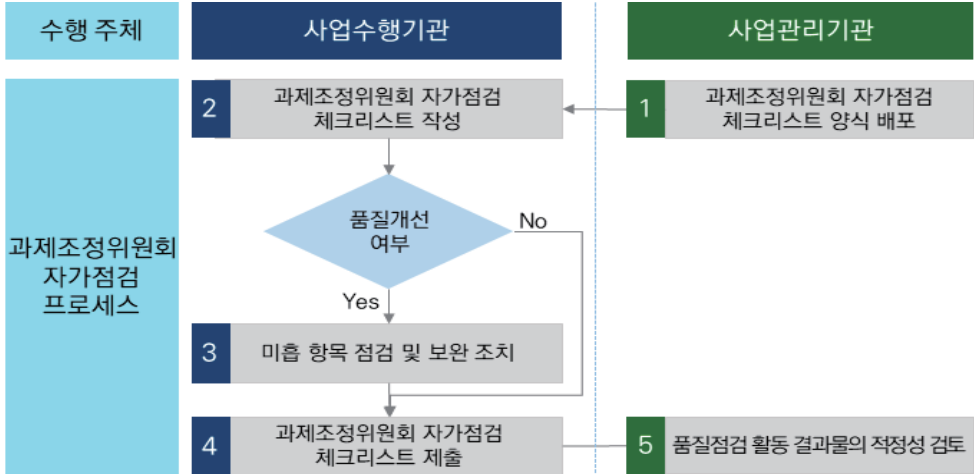 수행 주체
사업수행기관
사업관리기관
과제조정위원회
자가점검
프로세스
1
과제조정위원회 자가점검
체크리스트 양식 배포
2
과제조정위원회 자가점검
체크리스트 작성
품질개선
여부
No
Yes
3
미흡 항목 점검 및 보완 조치
4
과제조정위원회 자가점검
체크리스트 제출
5
품질점검 활동 결과물의 적정성 검토